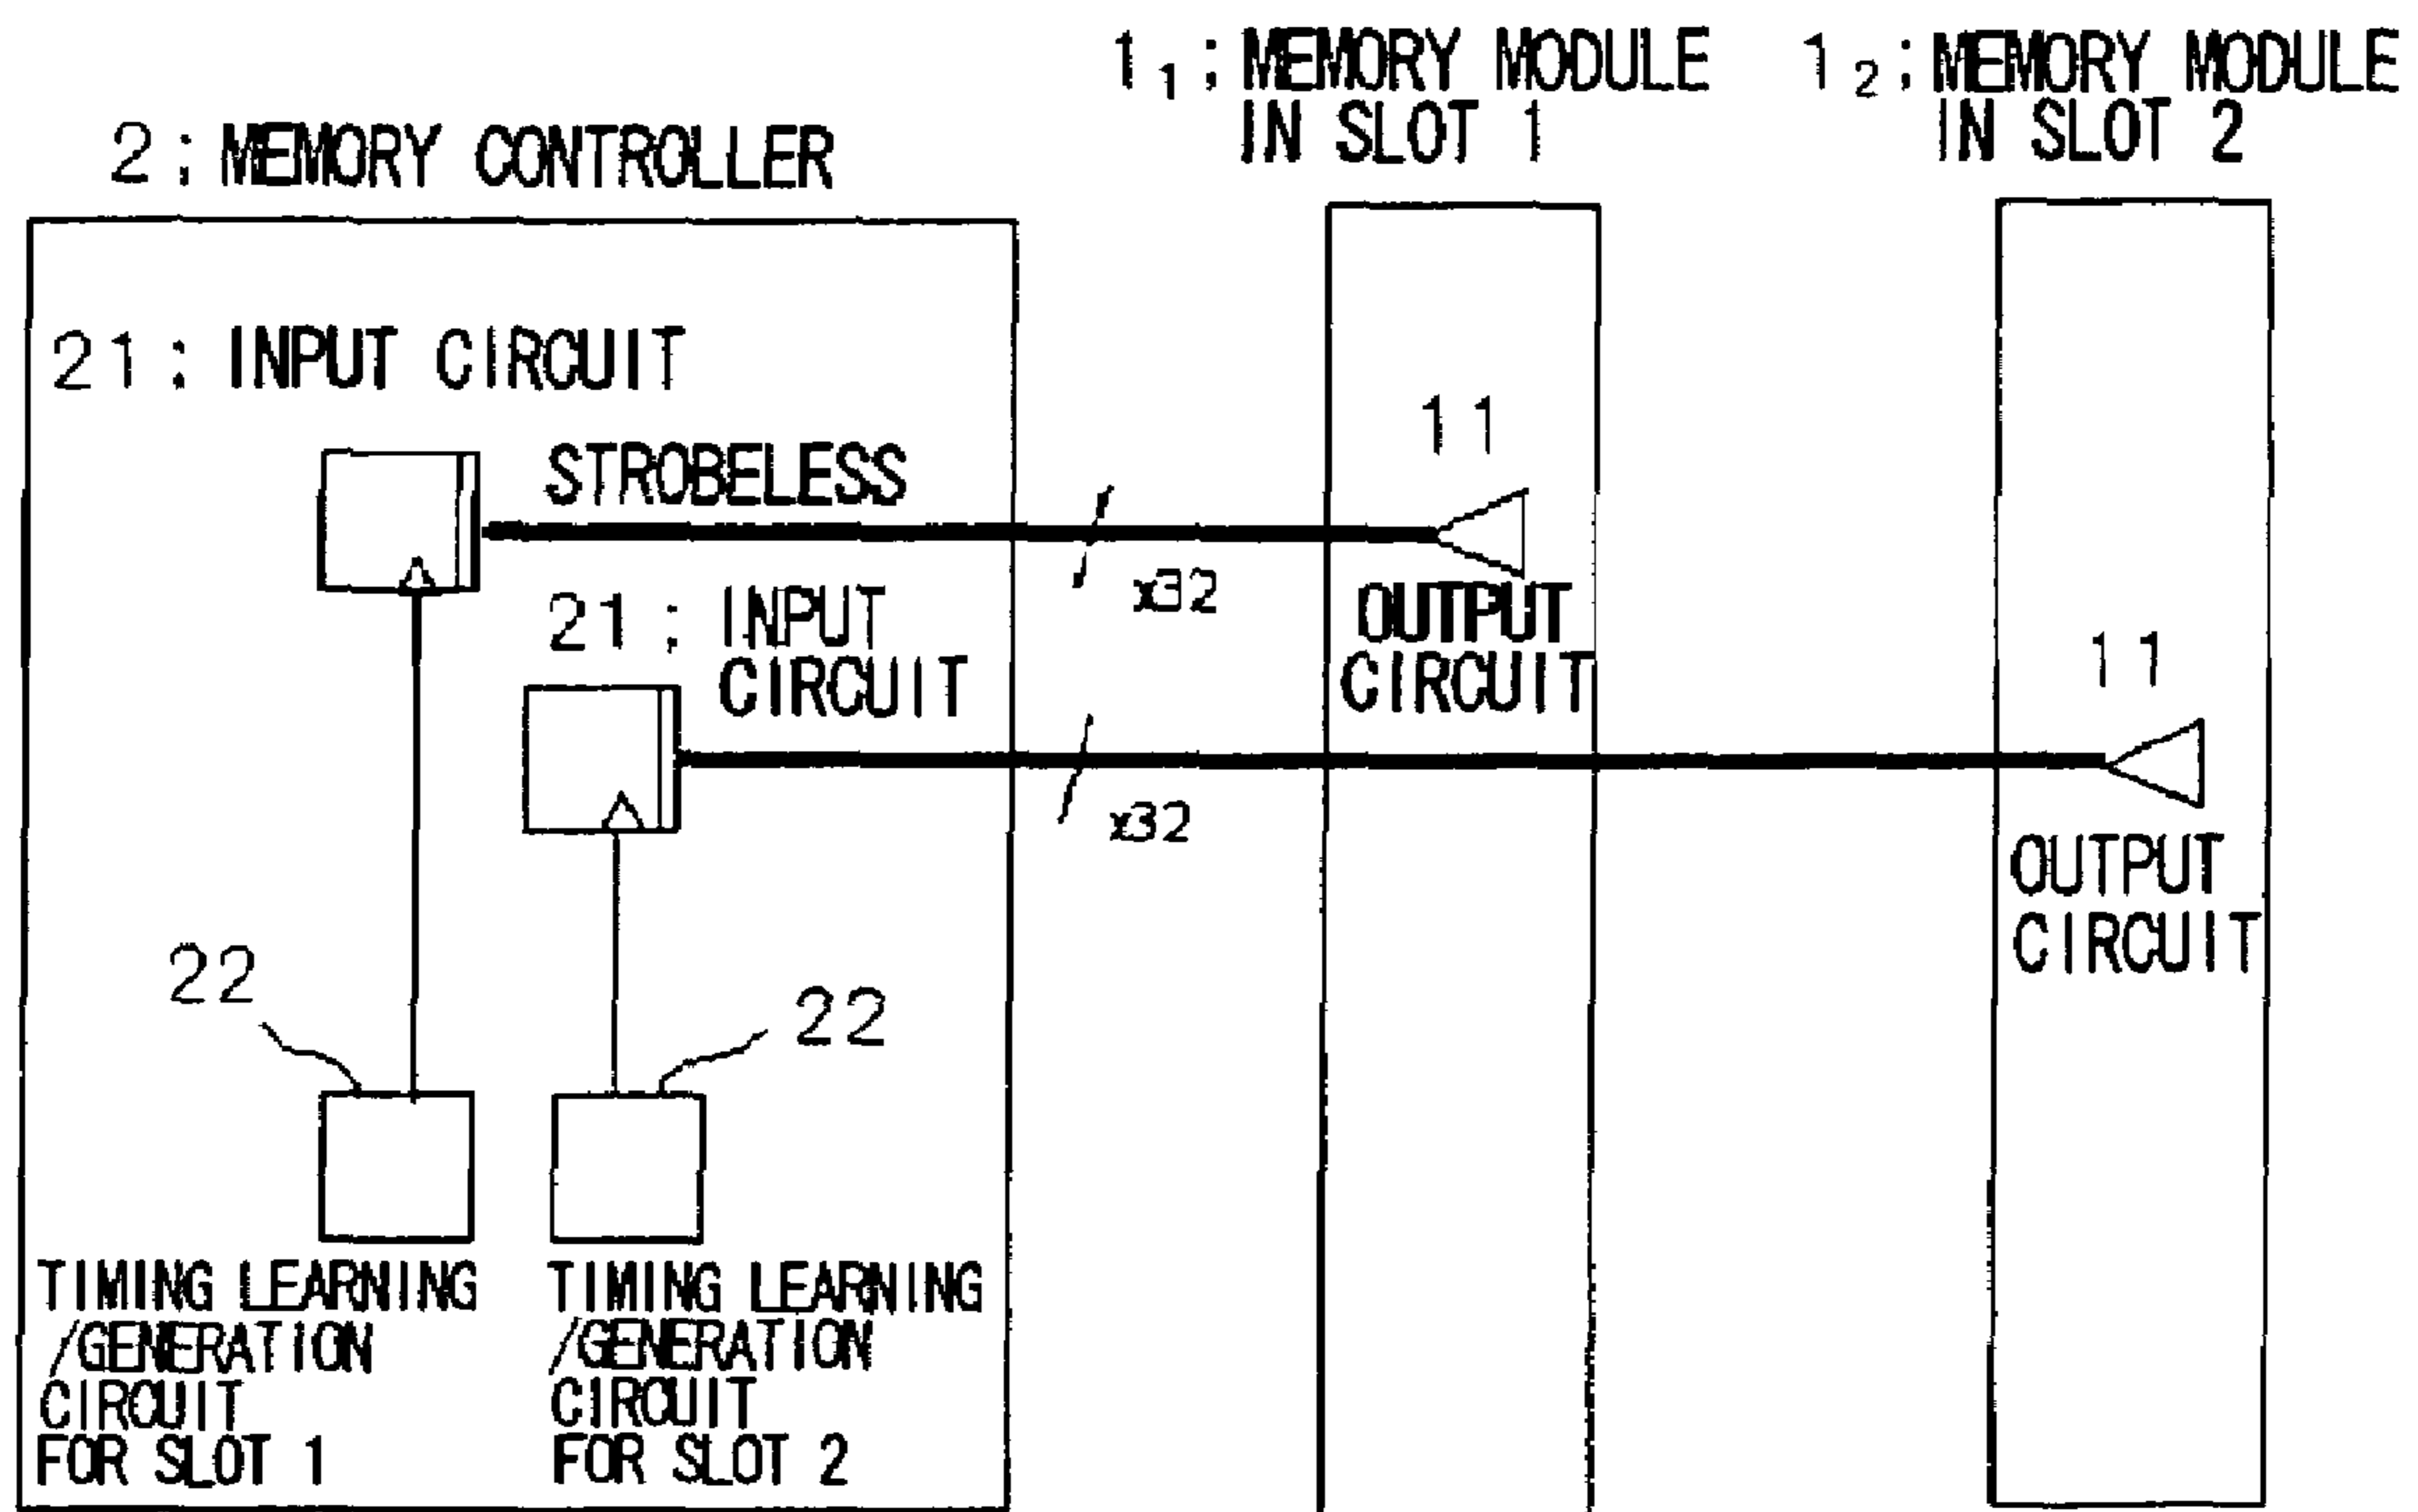 1₁ ; MEMORY MODULE
IN SLOT 1
1₂ ; MEMORY MODULE
IN SLOT 2
2 ; MEMORY CONTROLLER
21 ; INPUT CIRCUIT
11
STROBELESS
x32
OUTPUT
CIRCUIT
21 ; INPUT
CIRCUIT
11
x32
OUTPUT
CIRCUIT
22
22
TIMING LEARNING
/GENERATION
CIRCUIT
FOR SLOT 1
TIMING LEARNING
/GENERATION
CIRCUIT
FOR SLOT 2